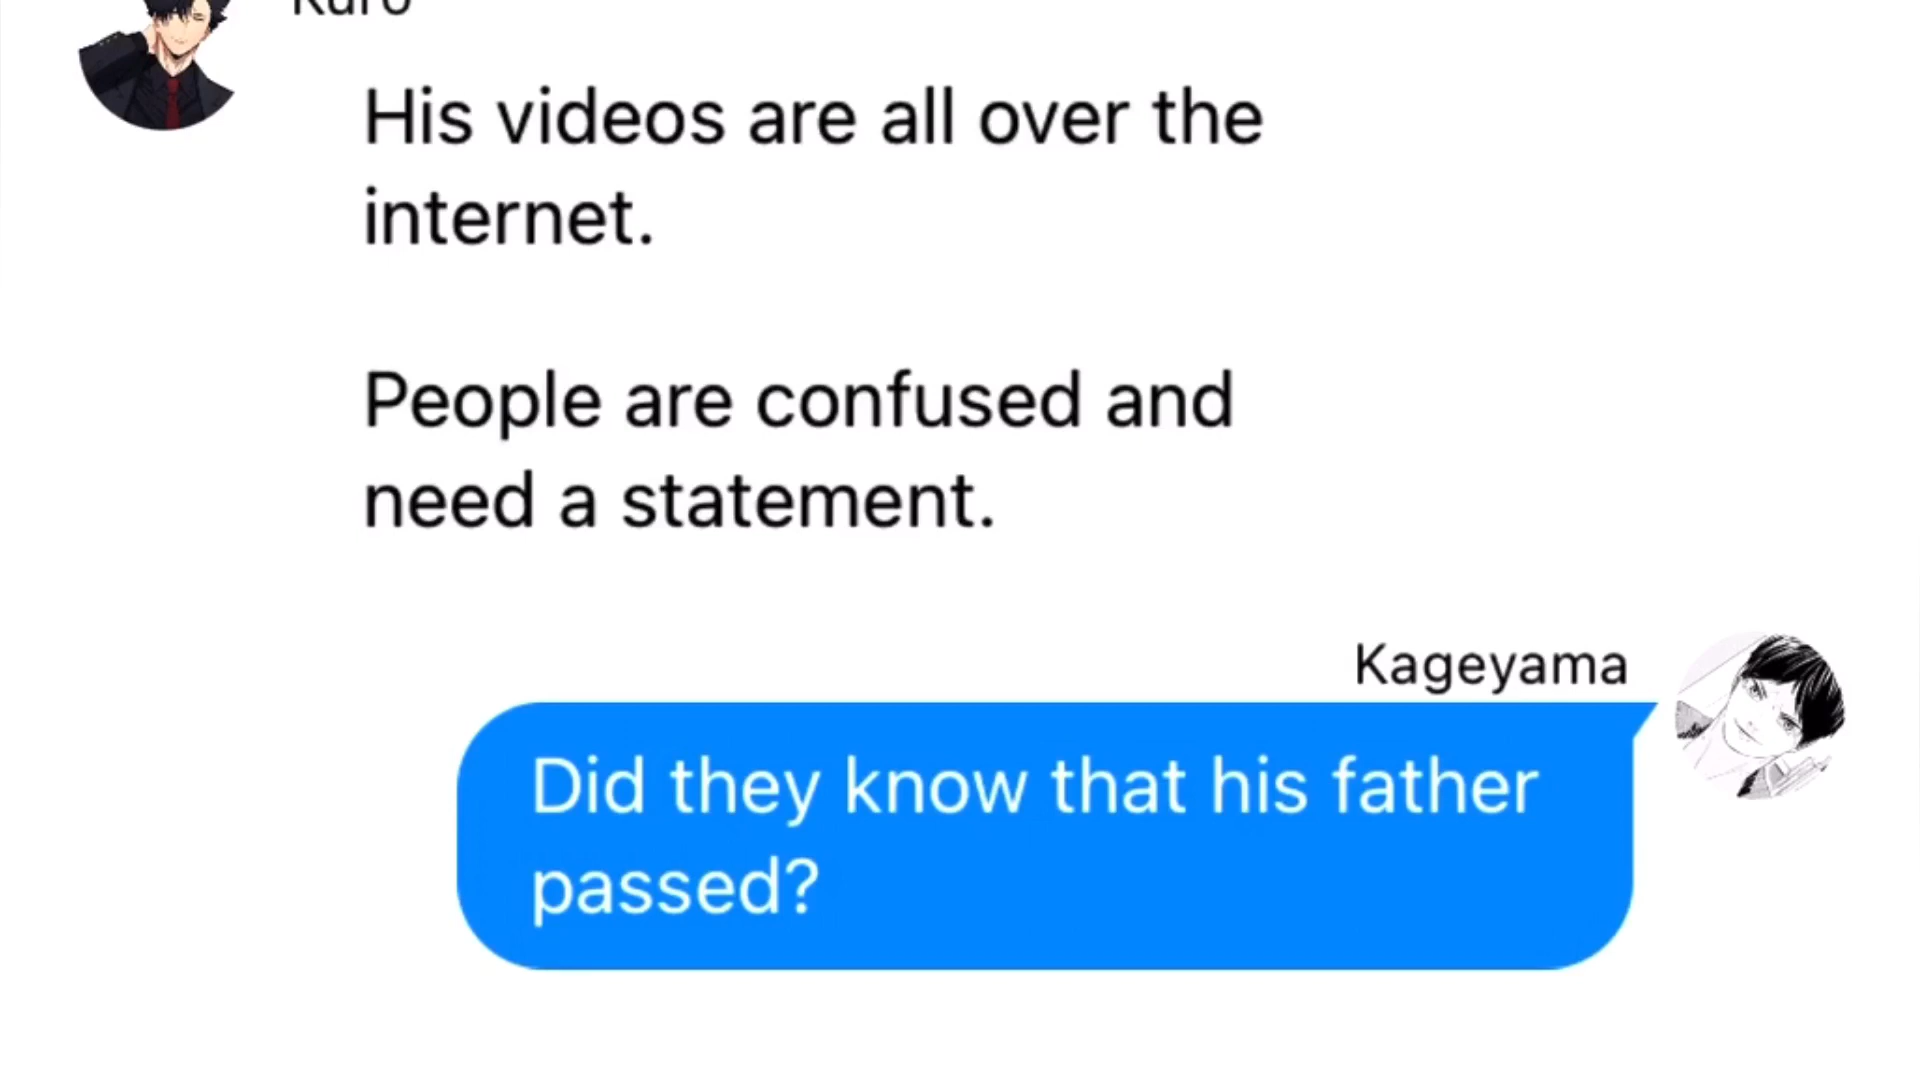 Kuro
His videos are all over the
internet.
People are confused and
need a statement.
Kageyama
Did they know that his father
passed?